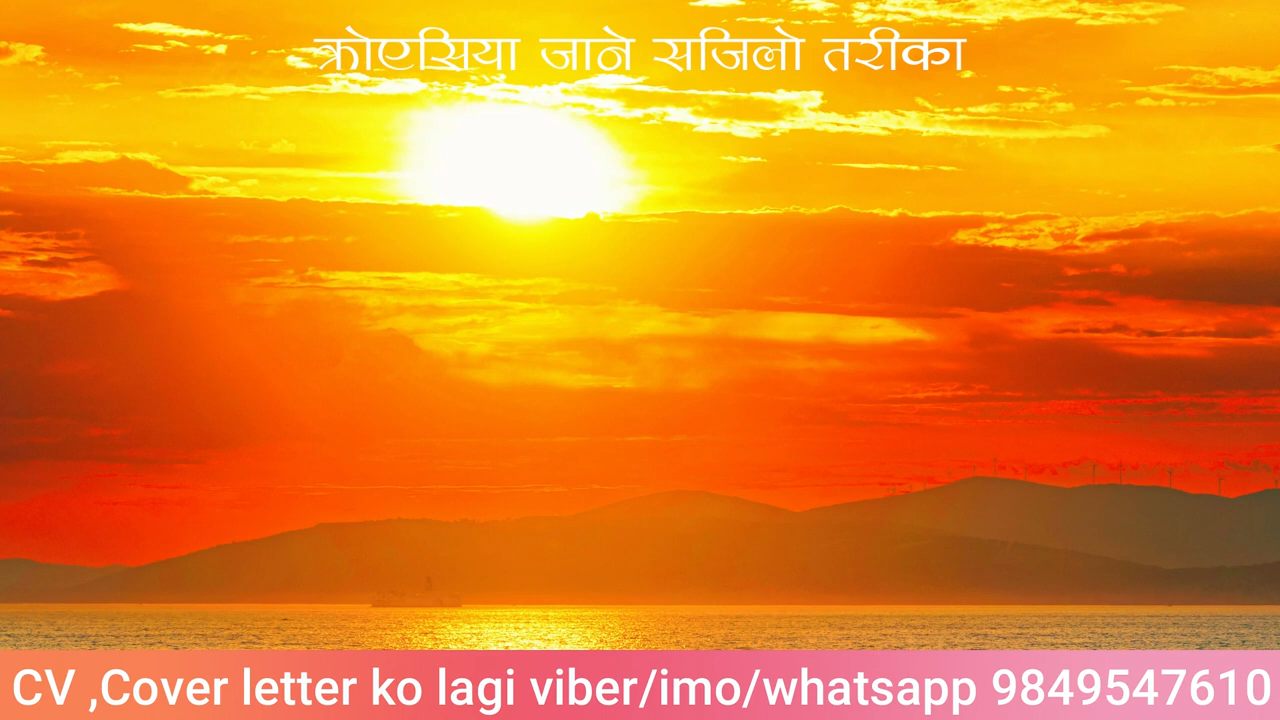 क्रोएसिया जाने सजिलो तरीका
CV ,Cover letter ko lagi viber/imo/whatsapp 9849547610